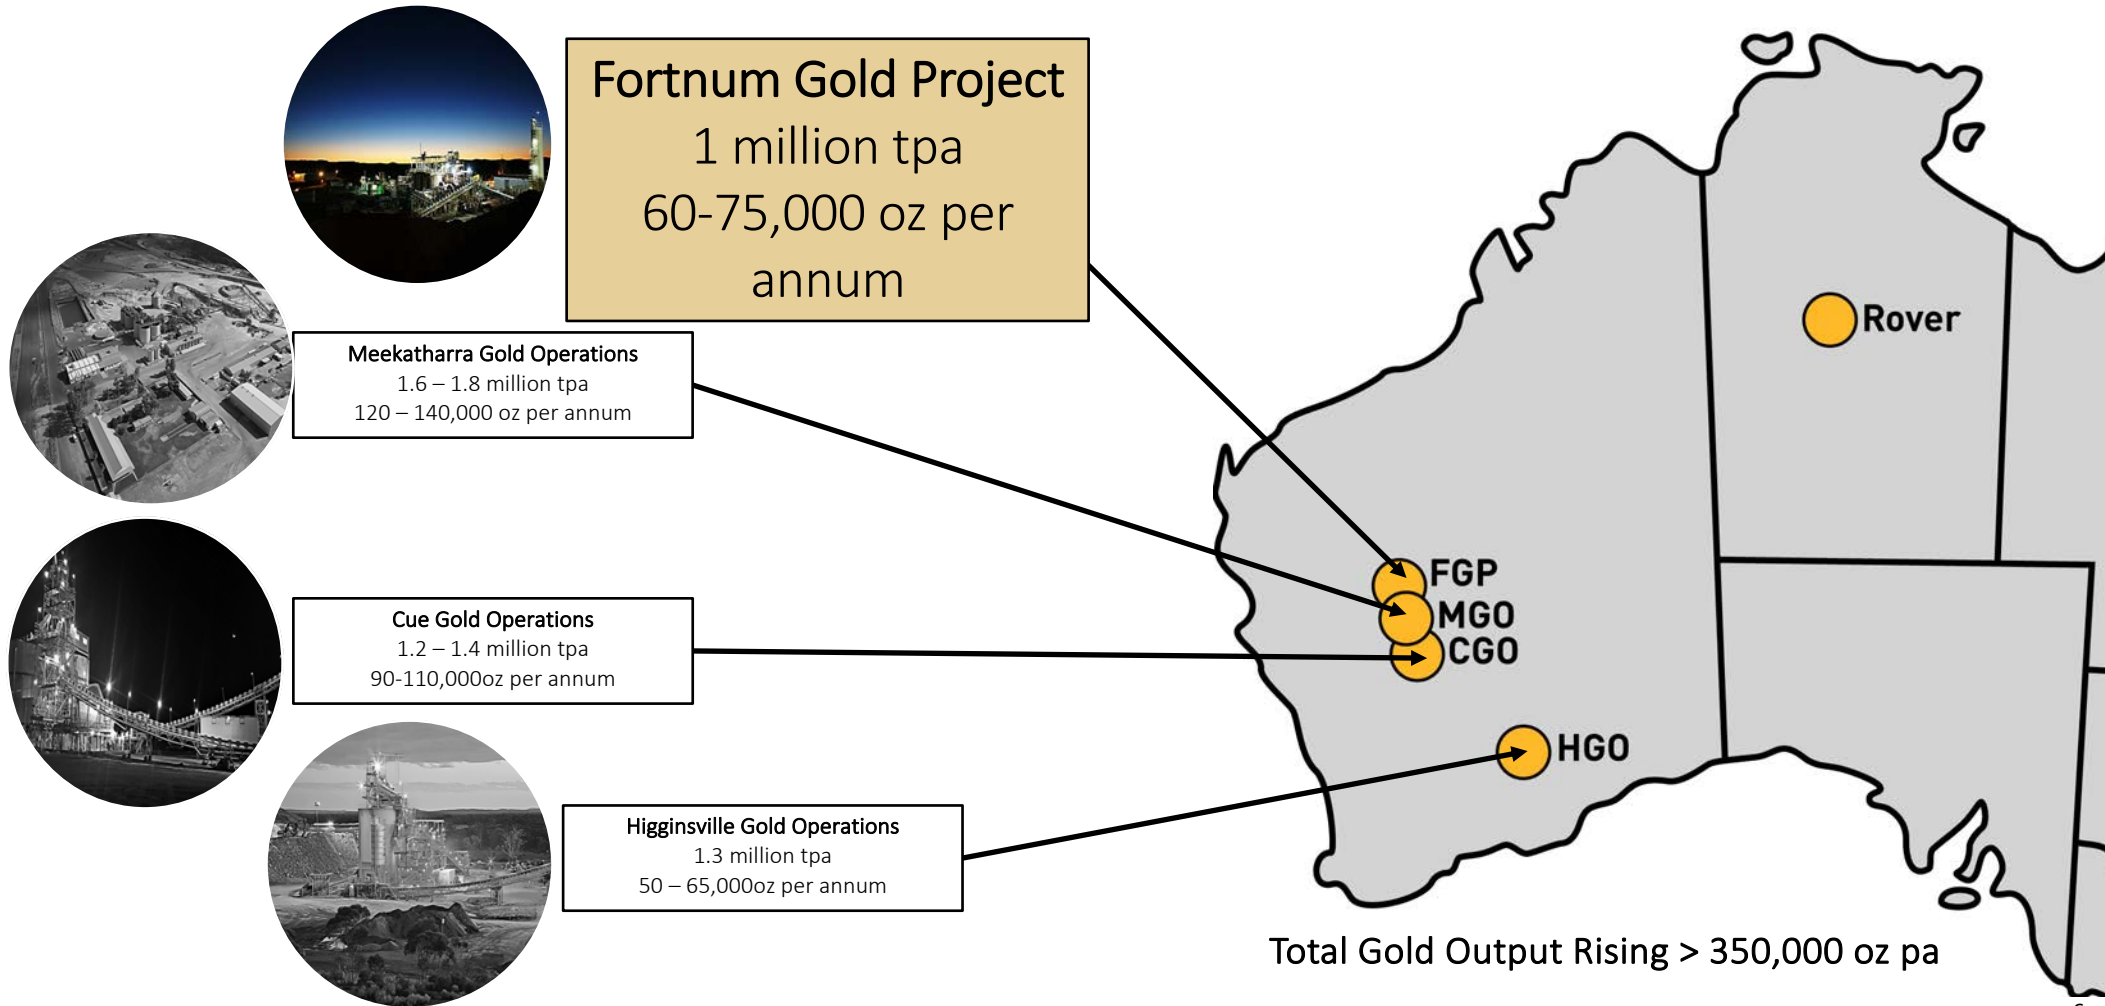 Fortnum Gold Project
1 million tpa
60-75,000 oz per
annum
Meekatharra Gold Operations
1.6 – 1.8 million tpa
120 – 140,000 oz per annum
Cue Gold Operations
1.2 – 1.4 million tpa
90-110,000oz per annum
Higginsville Gold Operations
1.3 million tpa
50 – 65,000oz per annum
Rover
FGP
MGO
CGO
HGO
Total Gold Output Rising > 350,000 oz pa